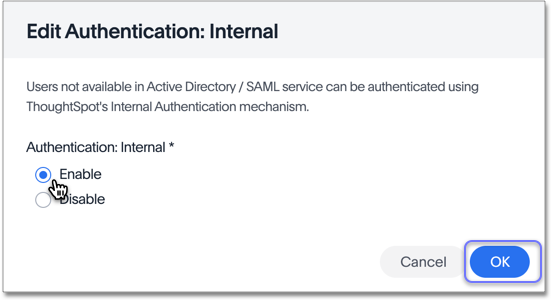 Edit Authentication: Internal
Users not available in Active Directory / SAML service can be authenticated using
ThoughtSpot's Internal Authentication mechanism.
Authentication: Internal *
Enable
Disable
Cancel
OK